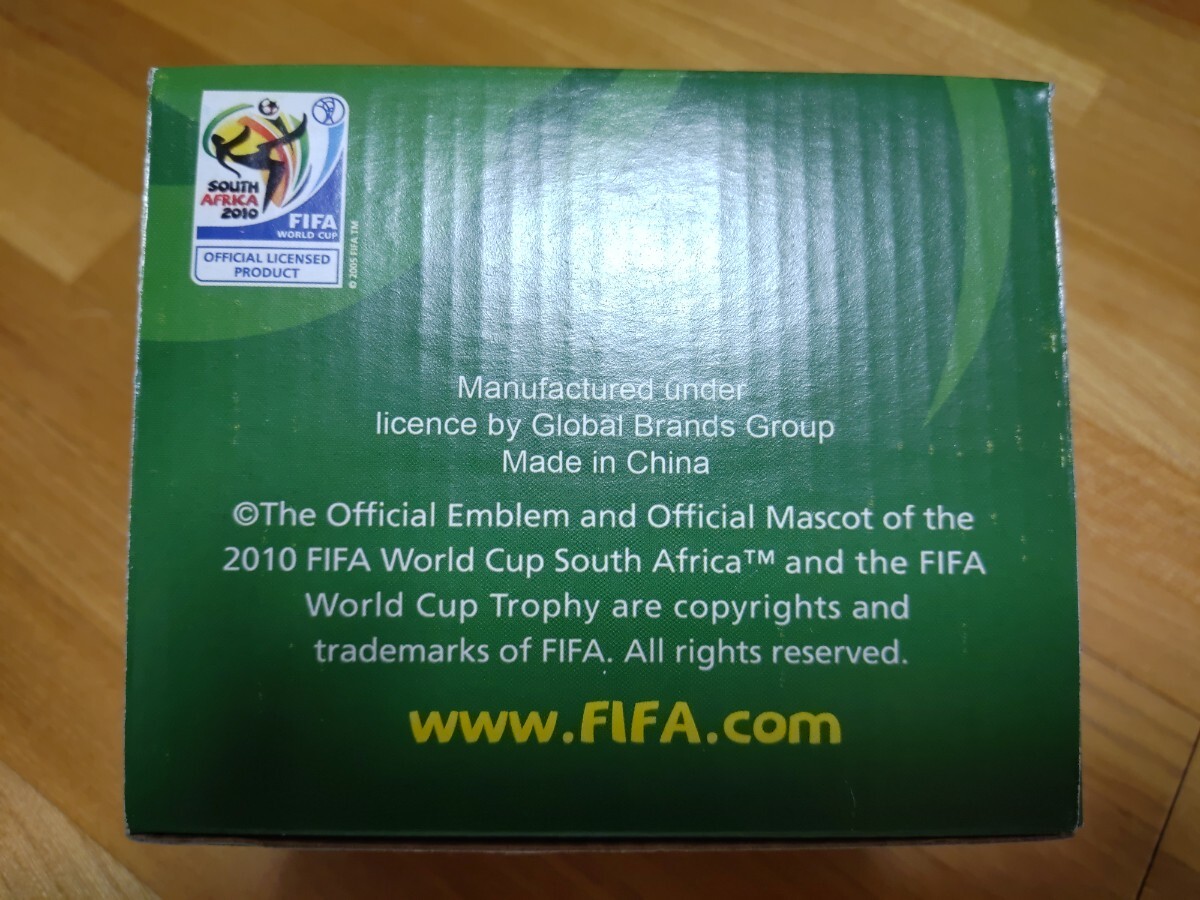 SOUTH
AFRICA
2010
FIFA
WORLD CUP
OFFICIAL LICENSED
PRODUCT
© 2005 FIFA TM
Manufactured under
licence by Global Brands Group
Made in China
©The Official Emblem and Official Mascot of the
2010 FIFA World Cup South Africa™ and the FIFA
World Cup Trophy are copyrights and
trademarks of FIFA. All rights reserved.
www.FIFA.com